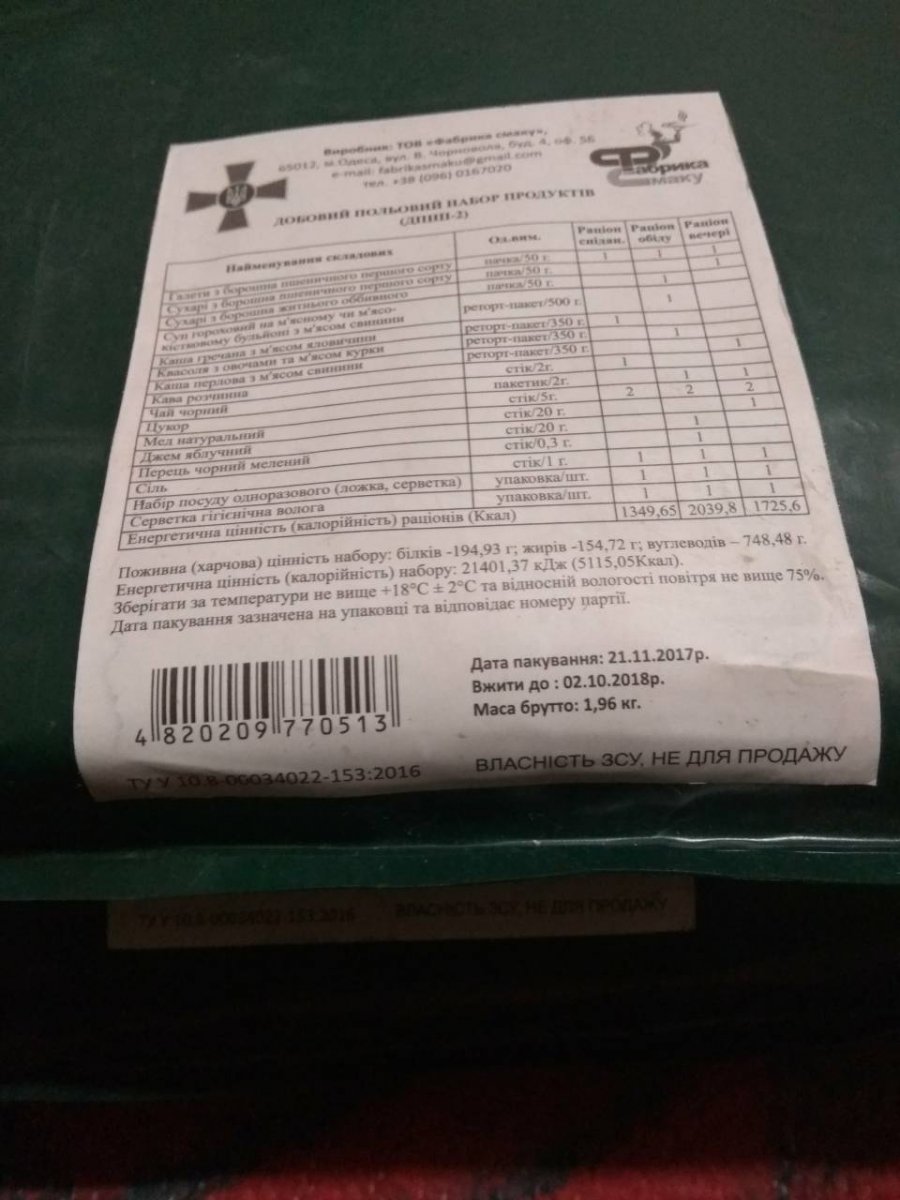 Виробник: ТОВ «Фабрика смаку»,
65012, м.Одеса, вул. В. Чорновола, буд. 4, оф. 56
e-mail: fabrikasmaku@gmail.com
тел. +38 (096) 0167020
Фабрика
Смаку
ДОБОВИЙ ПОЛЬОВИЙ НАБОР ПРОДУКТІВ
(ДПНП-2)
Найменування складових Од.вим. Раціон сніdан. Раціон обіду Раціон вечері
Галети з борошна пшеничного першого сорту пачка/50 г. 1 1 1
Сухарі з борошна пшеничного першого сорту пачка/50 г. 1
Сухарі з борошна житнього оббивного пачка/50 г. 1
Суп гороховий на м'ясному чи м'ясо-
кістковому бульйоні з м'ясом свинини реторт-пакет/500 г. 1
Каша гречана з м'ясом яловичини реторт-пакет/350 г. 1
Квасоля з овочами та м'ясом курки реторт-пакет/350 г. 1
Каша перлова з м'ясом свинини реторт-пакет/350 г. 1
Кава розчинна стік/2г. 1
Чай чорний пакетик/2г. 1 1
Цукор стік/5г. 2 2 2
Мед натуральний стік/20 г. 1
Джем яблучний стік/20 г. 1
Перець чорний мелений стік/0,3 г. 1
Сіль стік/1 г. 1 1 1
Набір посуду одноразового (ложка, серветка) упаковка/шт. 1 1 1
Серветка гігієнічна волога упаковка/шт. 1 1 1
Енергетична цінність (калорійність) раціонів (Ккал) 1349,65 2039,8 1725,6
Поживна (харчова) цінність набору: білків -194,93 г; жирів -154,72 г; вуглеводів – 748,48 г.
Енергетична цінність (калорійність) набору: 21401,37 кДж (5115,05Ккал).
Зберігати за температури не вище +18°С ± 2°С та відносній вологості повітря не вище 75%.
Дата пакування зазначена на упаковці та відповідає номеру партії.
Дата пакування: 21.11.2017р.
Вжити до : 02.10.2018р.
Маса брутто: 1,96 кг.
4 820209 770513
ТУ У 10.8-00034022-153:2016 ВЛАСНІСТЬ ЗСУ, НЕ ДЛЯ ПРОДАЖУ
ТУ У 10.8-00034022-153:2016 ВЛАСНІСТЬ ЗСУ, НЕ ДЛЯ ПРОДАЖУ